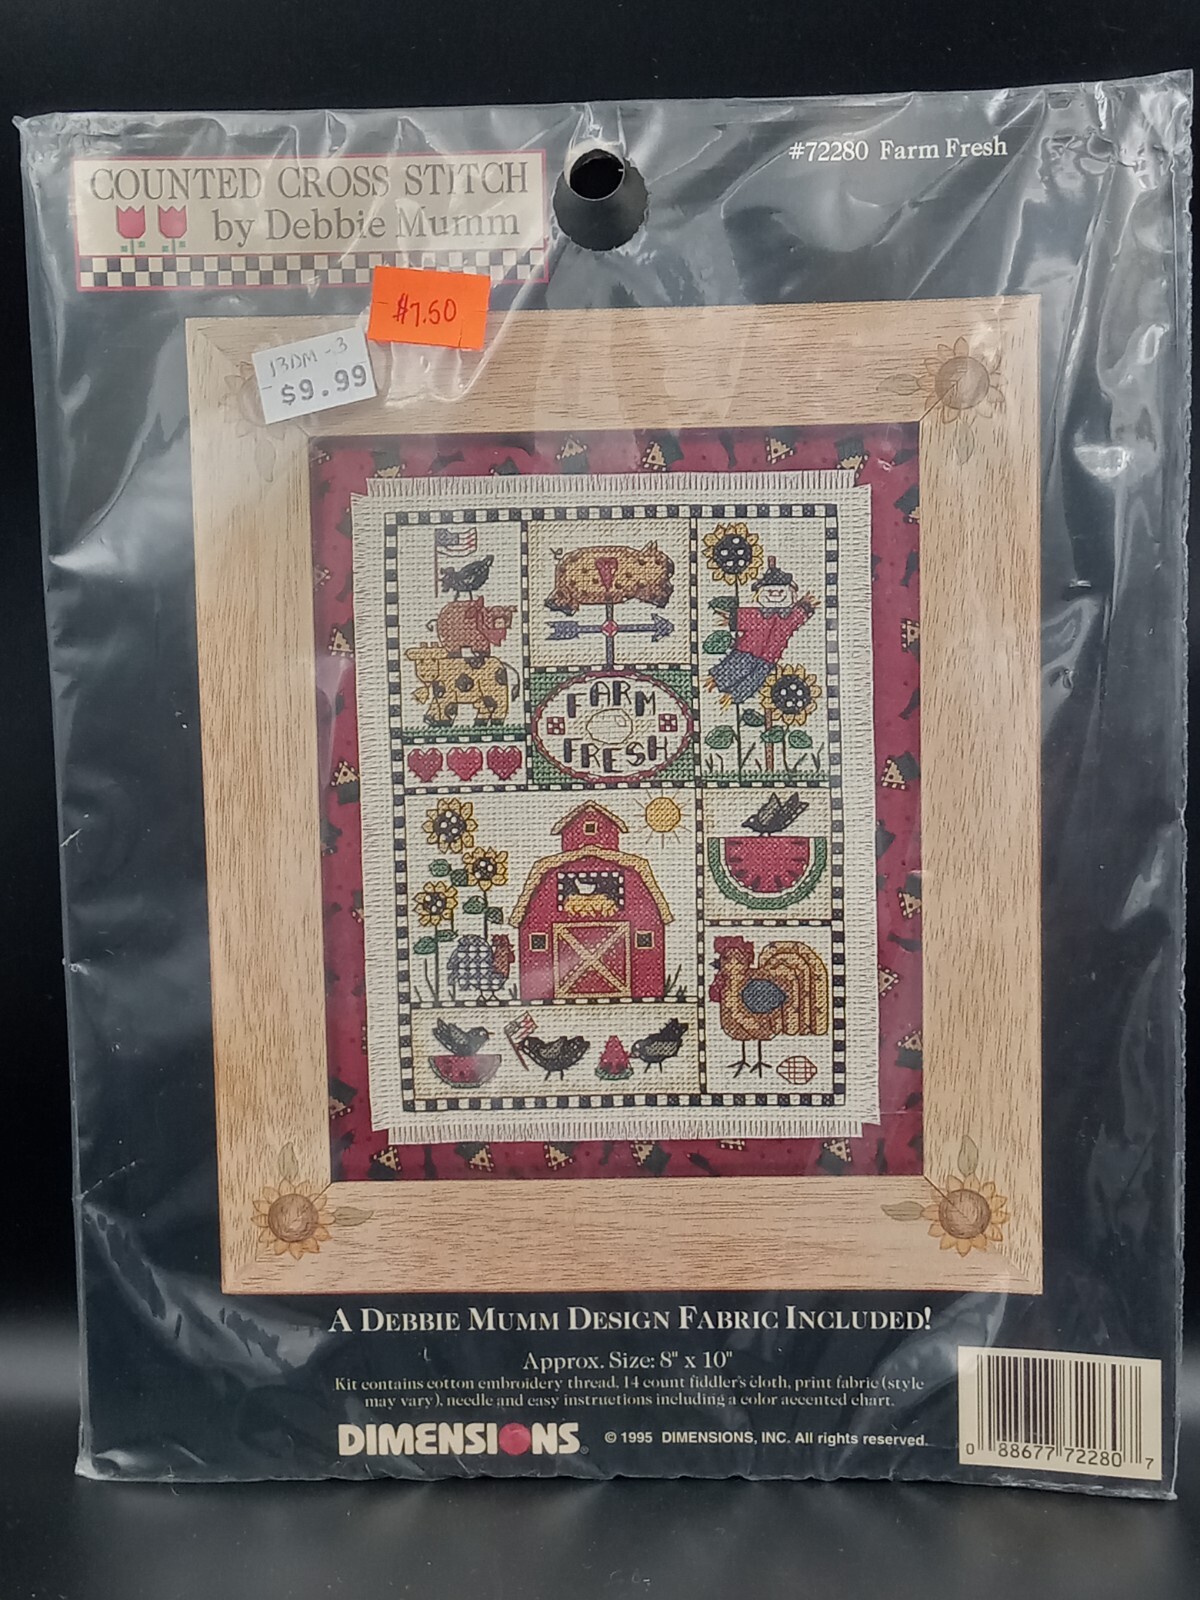 #72280 Farm Fresh
COUNTED CROSS STITCH
by Debbie Mumm
$7.50
13DM-3
$9.99
FARM
FRESH
A DEBBIE MUMM DESIGN FABRIC INCLUDED!
Approx. Size: 8" x 10"
Kit contains cotton embroidery thread, 14 count fiddler's cloth, print fabric (style
may vary), needle and easy instructions including a color accented chart.
DIMENSIONS® © 1995 DIMENSIONS, INC. All rights reserved.
0 88677 72280 7